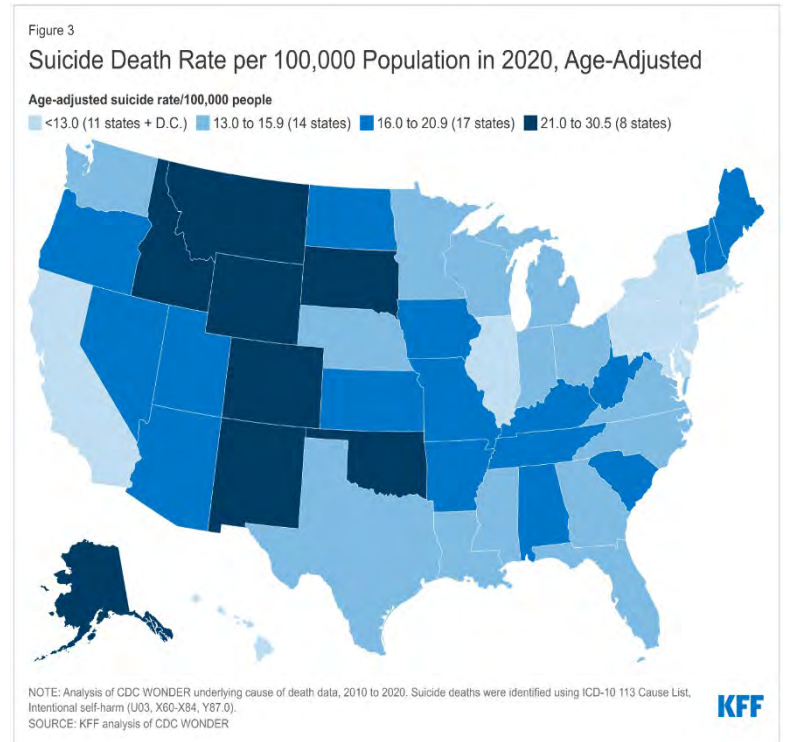 Figure 3
Suicide Death Rate per 100,000 Population in 2020, Age-Adjusted
Age-adjusted suicide rate/100,000 people
<13.0 (11 states + D.C.) 13.0 to 15.9 (14 states) 16.0 to 20.9 (17 states) 21.0 to 30.5 (8 states)
NOTE: Analysis of CDC WONDER underlying cause of death data, 2010 to 2020. Suicide deaths were identified using ICD-10 113 Cause List,
Intentional self-harm (U03, X60-X84, Y87.0).
SOURCE: KFF analysis of CDC WONDER
KFF